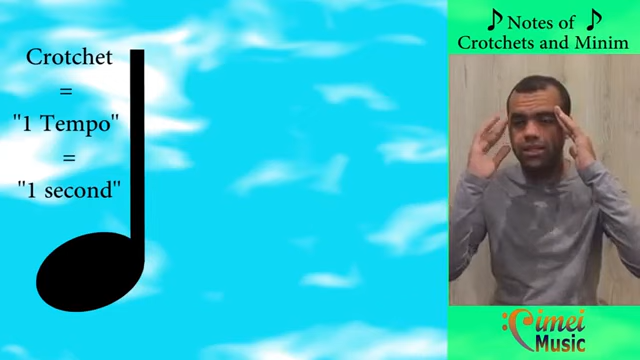 Crotchet
=
"1 Tempo"
=
"1 second"
♪ Notes of ♪
Crotchets and Minim
Cimei
Music